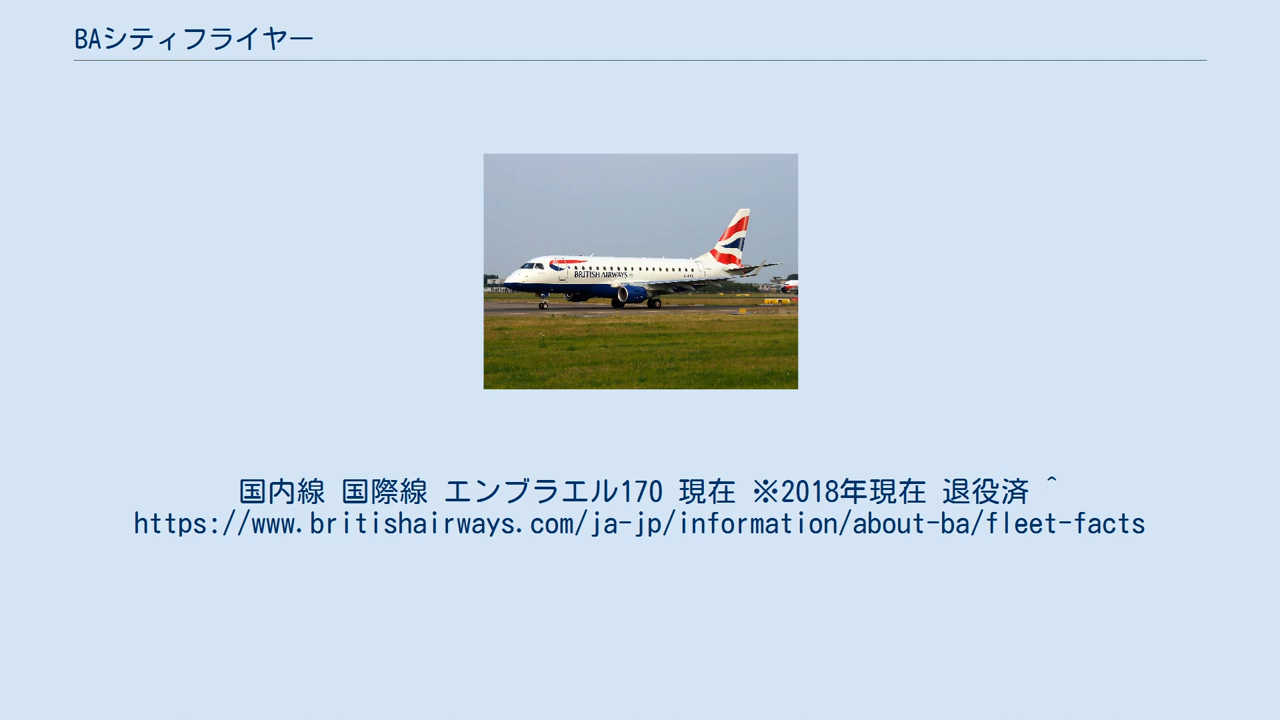 BAシティフライヤー
BRITISH AIRWAYS
国内線 国際線 エンブラエル170 現在 ※2018年現在 退役済 ^
https://www.britishairways.com/ja-jp/information/about-ba/fleet-facts